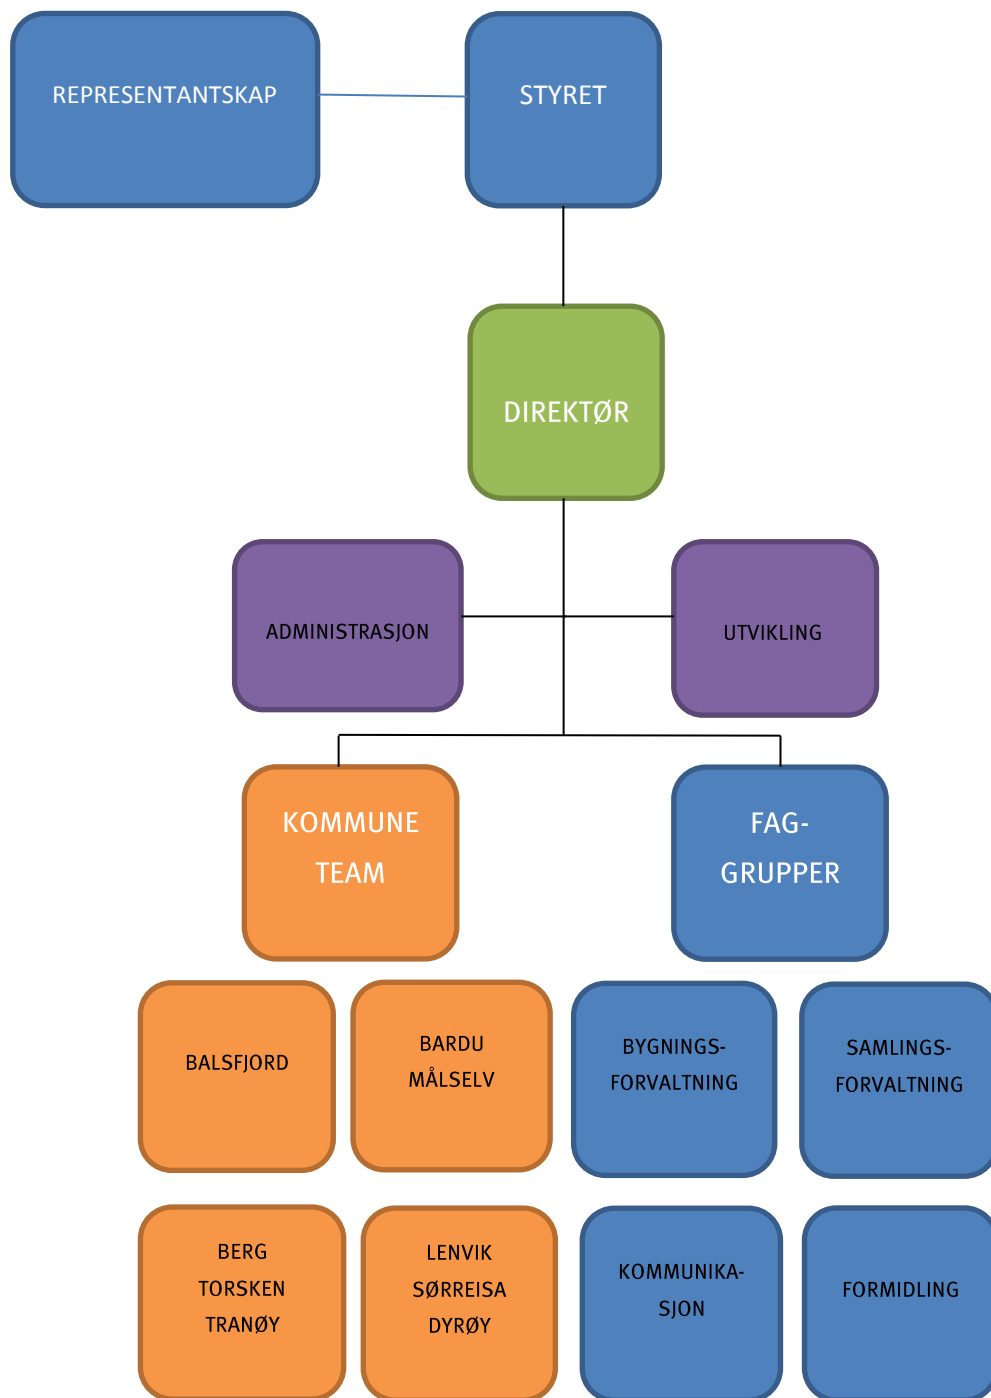 REPRESENTANTSKAP
STYRET
DIREKTØR
ADMINISTRASJON
UTVIKLING
KOMMUNE
TEAM
FAG-
GRUPPER
BALSFJORD
BARDU
MÅLSELV
BYGNINGS-
FORVALTNING
SAMLINGS-
FORVALTNING
BERG
TORSKEN
TRANØY
LENVIK
SØRREISA
DYRØY
KOMMUNIKA-
SJON
FORMIDLING